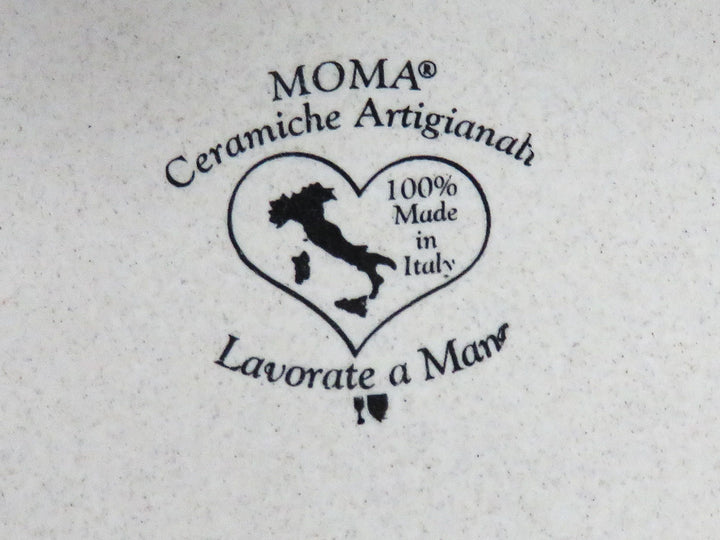 MOMA®
Ceramiche Artigianali
100%
Made
in
Italy
Lavorate a Mano